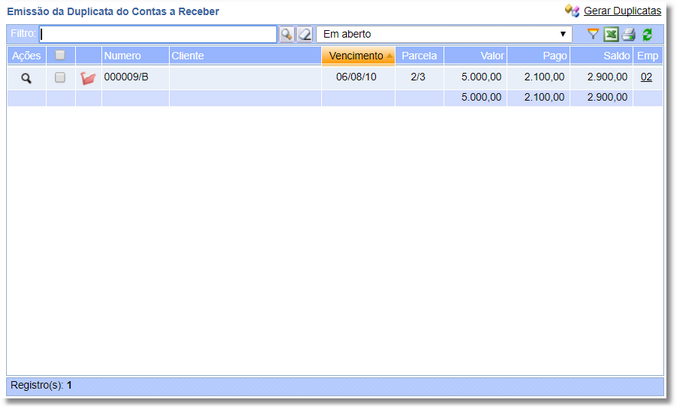 Emissão da Duplicata do Contas a Receber Gerar Duplicatas
Filtro: Em aberto
Ações Numero Cliente Vencimento Parcela Valor Pago Saldo Emp
000009/B 06/08/10 2/3 5.000,00 2.100,00 2.900,00 02
5.000,00 2.100,00 2.900,00
Registro(s): 1